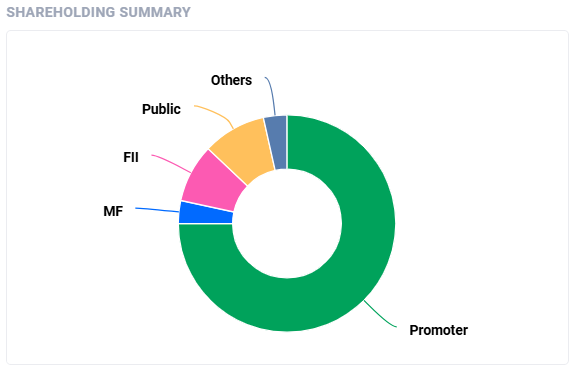 SHAREHOLDING SUMMARY
Others
Public
FII
MF
Promoter